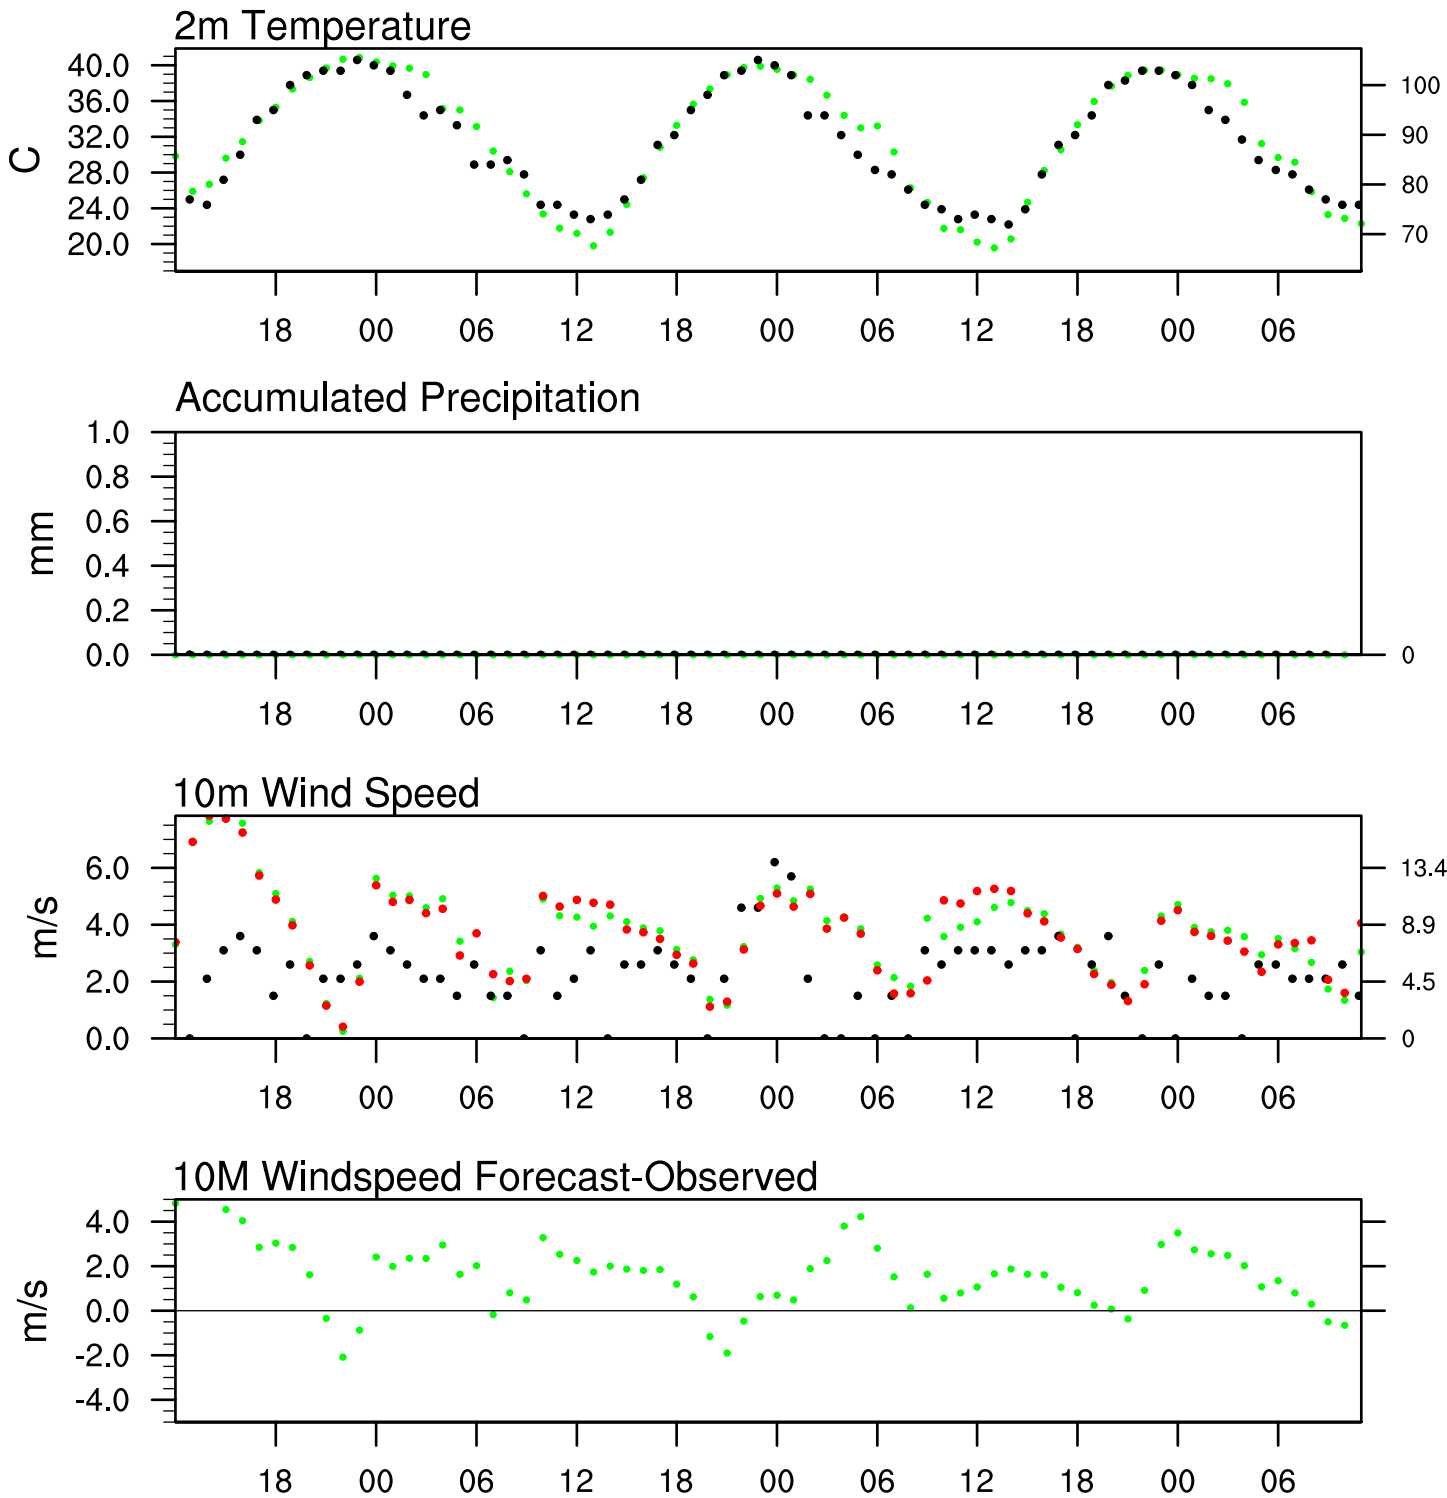 2m Temperature
40.0
36.0
32.0
28.0
24.0
20.0
C
100
90
80
70
18 00 06 12 18 00 06 12 18 00 06
Accumulated Precipitation
1.0
0.8
0.6
0.4
0.2
0.0
mm
0
18 00 06 12 18 00 06 12 18 00 06
10m Wind Speed
6.0
4.0
2.0
0.0
m/s
13.4
8.9
4.5
0
18 00 06 12 18 00 06 12 18 00 06
10M Windspeed Forecast-Observed
4.0
2.0
0.0
-2.0
-4.0
m/s
18 00 06 12 18 00 06 12 18 00 06